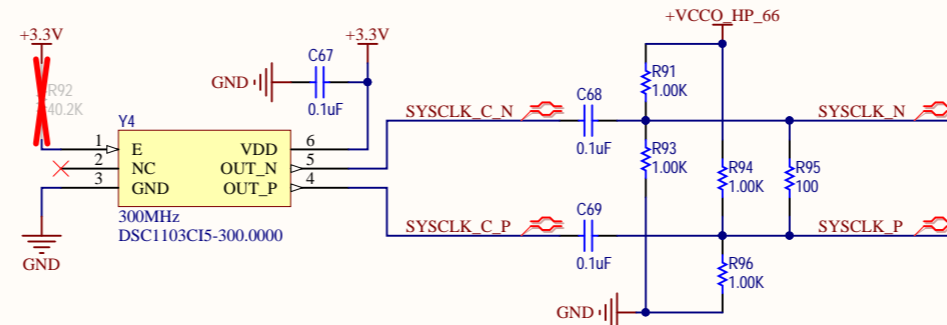 +VCCO_HP_66
+3.3V
+3.3V
C67
GND
0.1uF
R92
40.2K
R91
1.00K
C68
SYSCLK_C_N
SYSCLK_N
0.1uF
Y4
1
E
VDD
6
2
NC
OUT_N
5
3
GND
OUT_P
4
R93
1.00K
R94
1.00K
R95
100
300MHz
DSC1103CI5-300.0000
C69
SYSCLK_C_P
SYSCLK_P
0.1uF
GND
R96
1.00K
GND